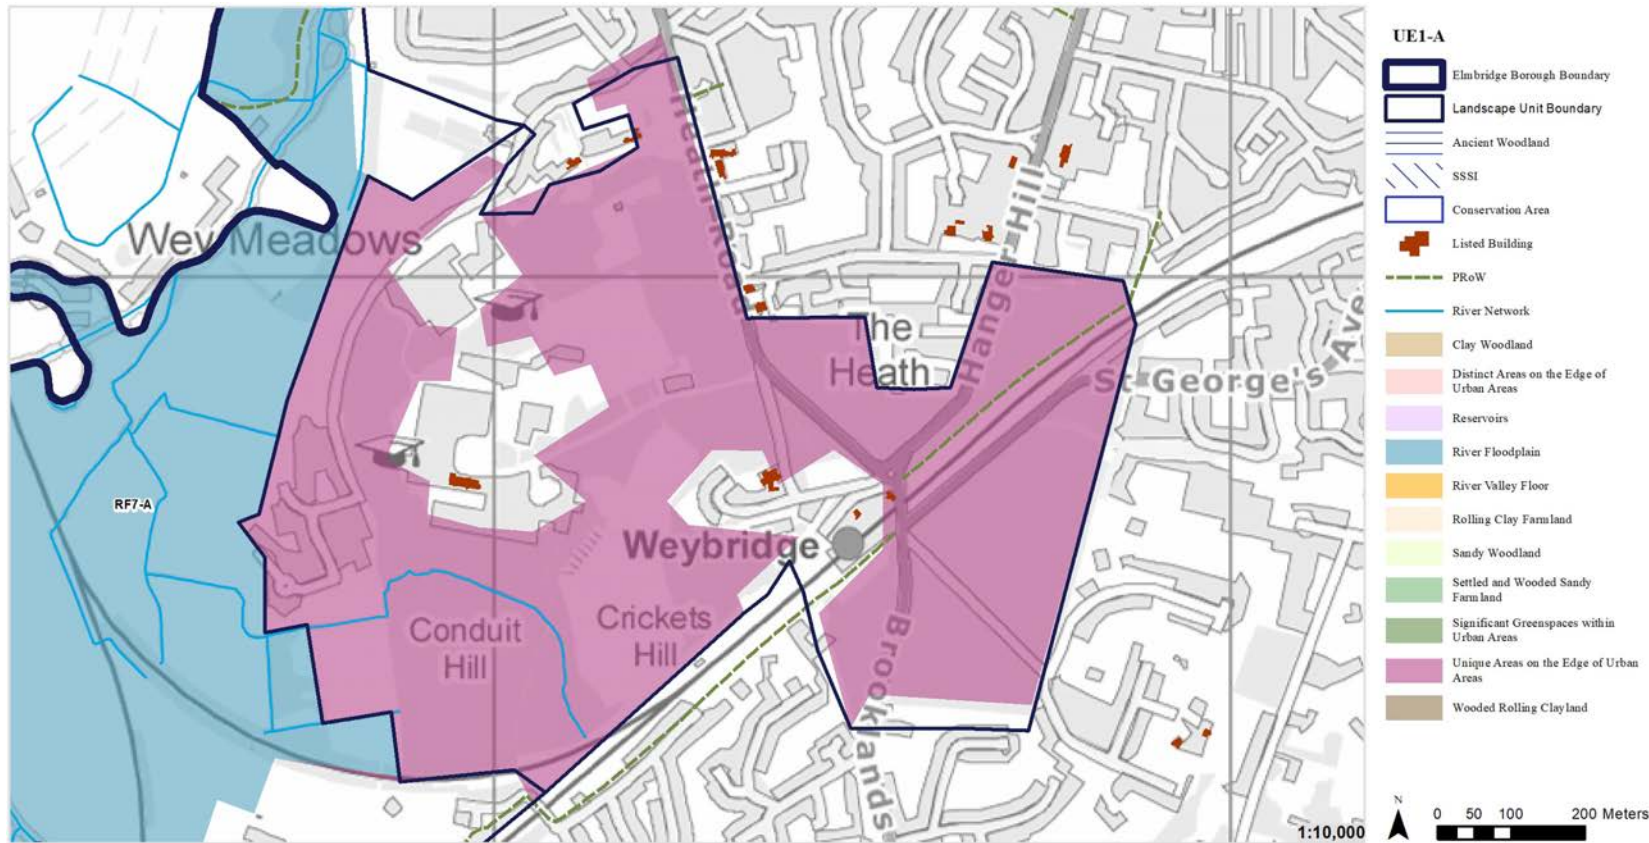 Heath Road
Wey Meadows
Hanger Hill
The
Heath
St George's Ave
RF7-A
Weybridge
Conduit
Hill
Crickets
Hill
Brooklands
1:10,000
UE1-A
Elmbridge Borough Boundary
Landscape Unit Boundary
Ancient Woodland
SSSI
Conservation Area
Listed Building
PRoW
River Network
Clay Woodland
Distinct Areas on the Edge of
Urban Areas
Reservoirs
River Floodplain
River Valley Floor
Rolling Clay Farmland
Sandy Woodland
Settled and Wooded Sandy
Farmland
Significant Greenspaces within
Urban Areas
Unique Areas on the Edge of Urban
Areas
Wooded Rolling Clayland
N
0 50 100 200 Meters